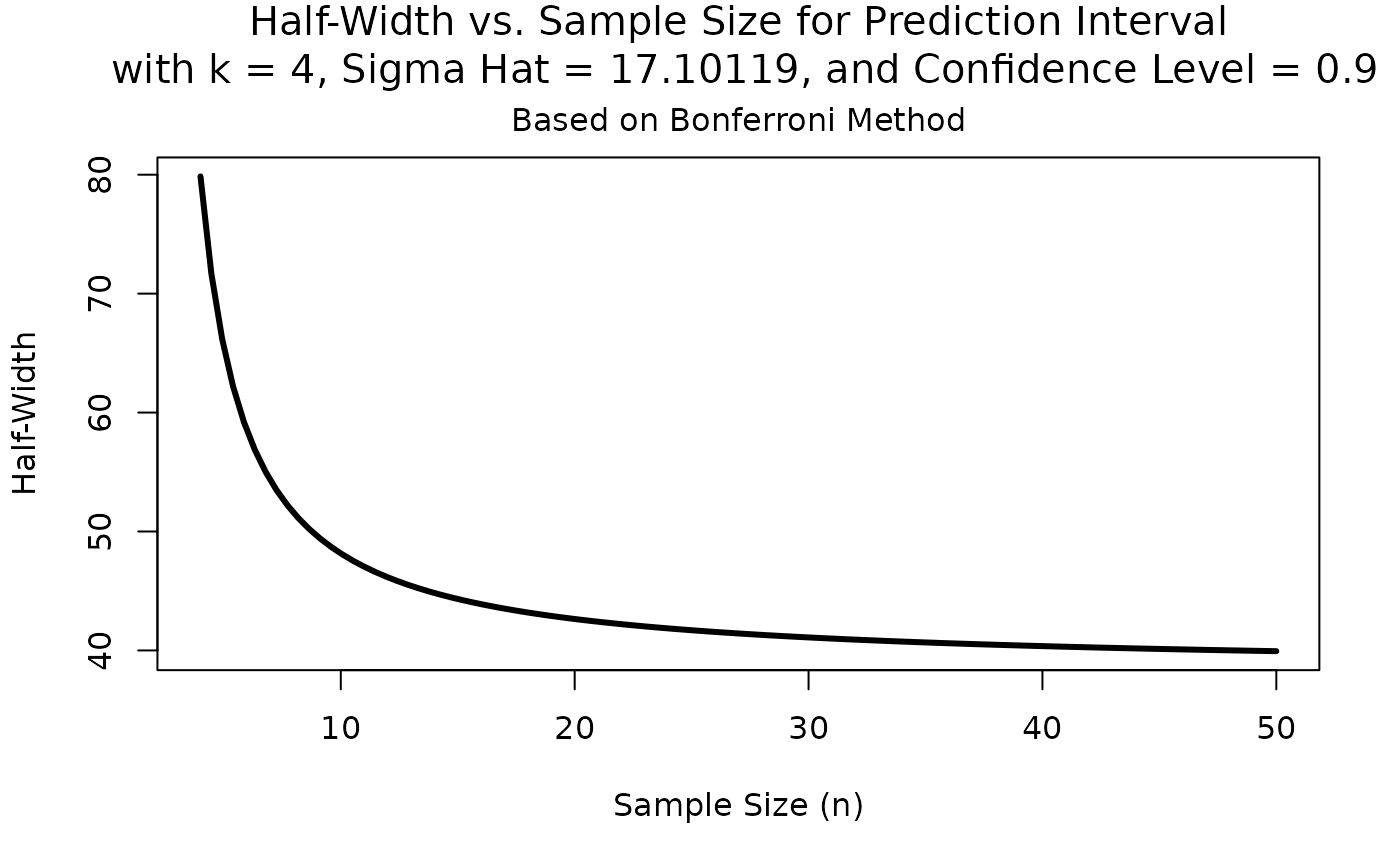 Half-Width vs. Sample Size for Prediction Interval
with k = 4, Sigma Hat = 17.10119, and Confidence Level = 0.9
Based on Bonferroni Method
Half-Width
80
70
60
50
40
10 20 30 40 50
Sample Size (n)